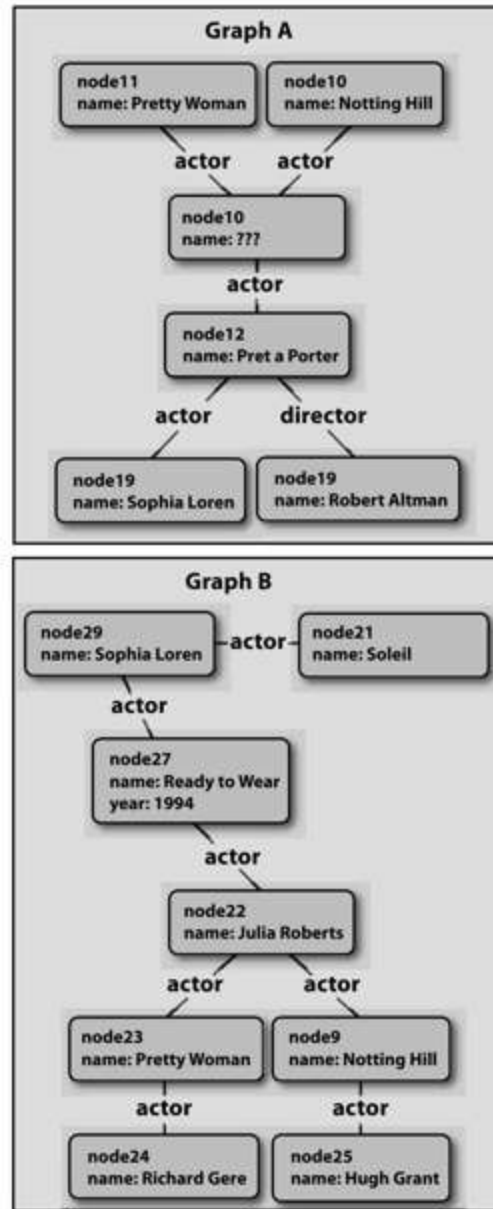 Graph A
node11
name: Pretty Woman
node10
name: Notting Hill
actor
actor
node10
name: ???
actor
node12
name: Pret a Porter
actor
director
node19
name: Sophia Loren
node19
name: Robert Altman
Graph B
node29
name: Sophia Loren
actor
node21
name: Soleil
actor
node27
name: Ready to Wear
year: 1994
actor
node22
name: Julia Roberts
actor
actor
node23
name: Pretty Woman
node9
name: Notting Hill
actor
actor
node24
name: Richard Gere
node25
name: Hugh Grant